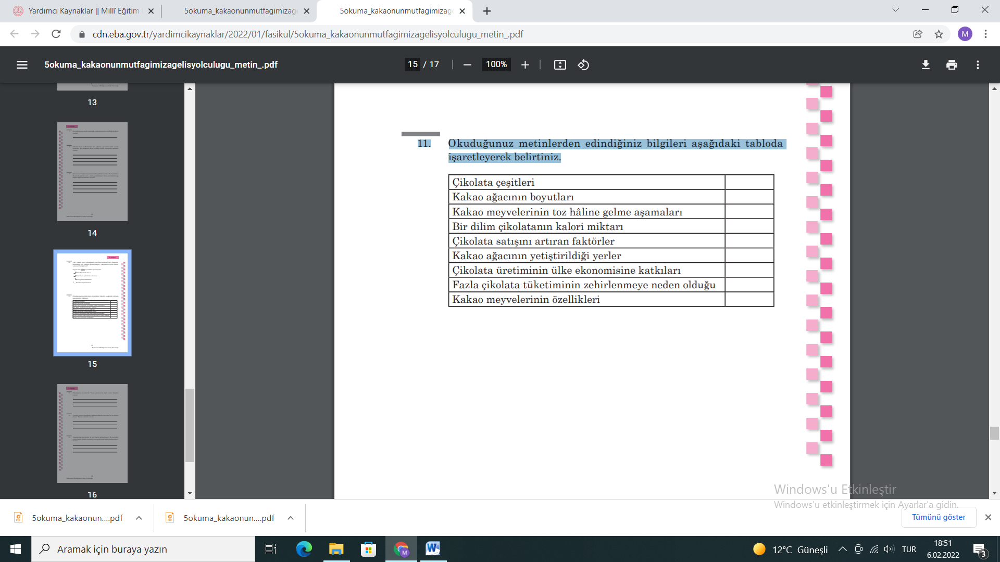 Yardımcı Kaynaklar || Millî Eğitim
5okuma_kakaonunmutfagimizage
5okuma_kakaonunmutfagimizage
cdn.eba.gov.tr/yardimcikaynaklar/2022/01/fasikul/5okuma_kakaonunmutfagimizagelisyolculugu_metin_.pdf
M
5okuma_kakaonunmutfagimizagelisyolculugu_metin_.pdf
15 / 17
100%
13
14
15
16
11. Okuduğunuz metinlerden edindiğiniz bilgileri aşağıdaki tabloda
işaretleyerek belirtiniz.
Çikolata çeşitleri
Kakao ağacının boyutları
Kakao meyvelerinin toz hâline gelme aşamaları
Bir dilim çikolatanın kalori miktarı
Çikolata satışını artıran faktörler
Kakao ağacının yetiştirildiği yerler
Çikolata üretiminin ülke ekonomisine katkıları
Fazla çikolata tüketiminin zehirlenmeye neden olduğu
Kakao meyvelerinin özellikleri
Windows'u Etkinleştir
Windows'u etkinleştirmek için Ayarlar'a gidin.
5okuma_kakaonun....pdf
5okuma_kakaonun....pdf
Tümünü göster
Aramak için buraya yazın
M
W
12°C Güneşli
TUR
18:51
6.02.2022
3